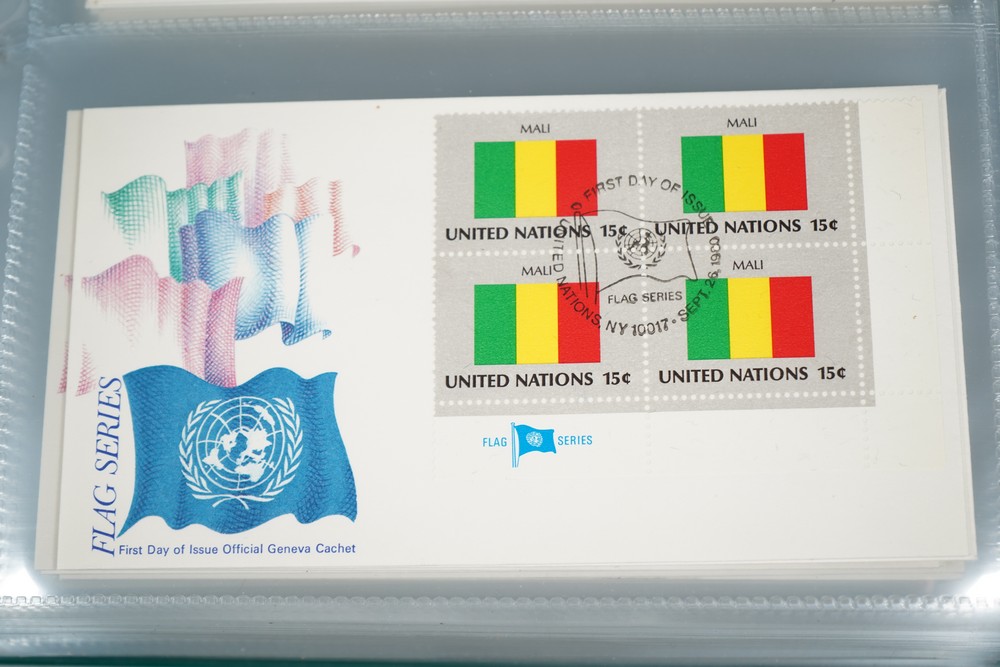 MALI
UNITED NATIONS 15¢
MALI
UNITED NATIONS 15¢
MALI
UNITED NATIONS 15¢
MALI
UNITED NATIONS 15¢
FIRST DAY OF ISSUE
UNITED NATIONS, NY 10017 • SEPT. 26, 1980
FLAG SERIES
FLAG SERIES
FLAG SERIES
First Day of Issue Official Geneva Cachet